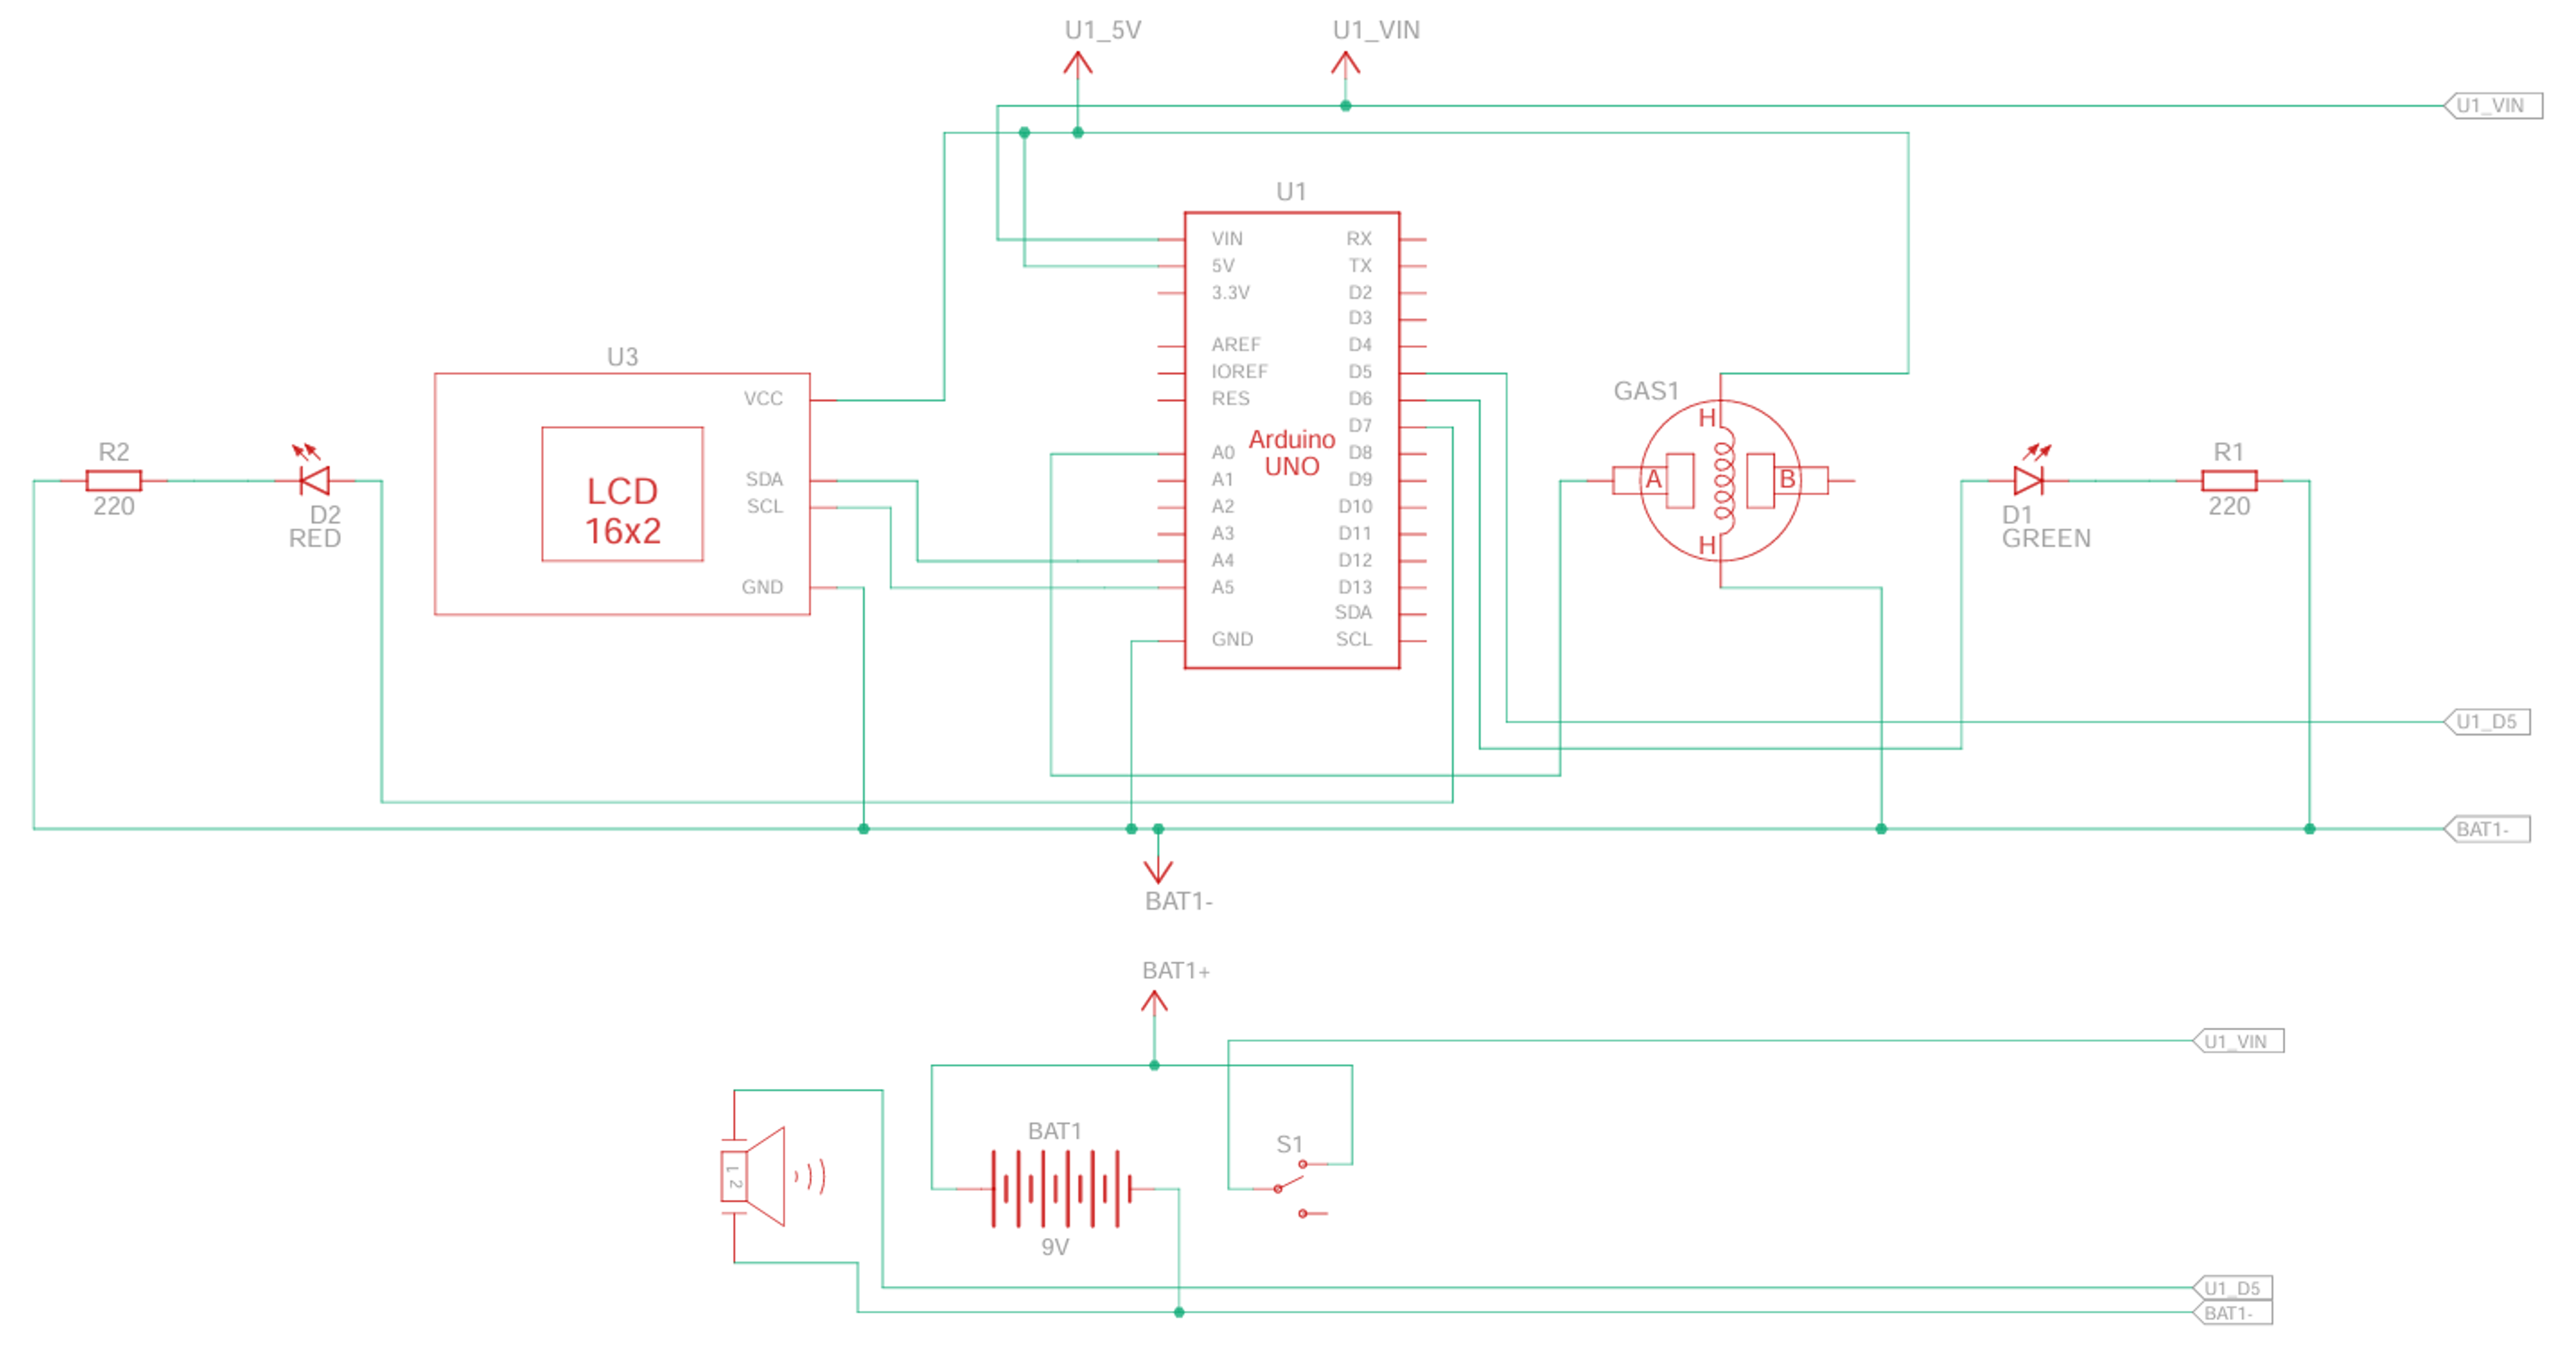 U1_5V
U1_VIN
U1_VIN
U1
VIN
RX
5V
TX
3.3V
D2
D3
AREF
D4
IOREF
D5
RES
D6
D7
A0
D8
A1
D9
A2
D10
A3
D11
A4
D12
A5
D13
SDA
GND
SCL
Arduino
UNO
U3
VCC
SDA
SCL
GND
LCD
16x2
R2
220
D2
RED
GAS1
H
A
B
H
D1
GREEN
R1
220
U1_D5
BAT1-
BAT1-
BAT1+
U1_VIN
BAT1
9V
S1
L2
U1_D5
BAT1-